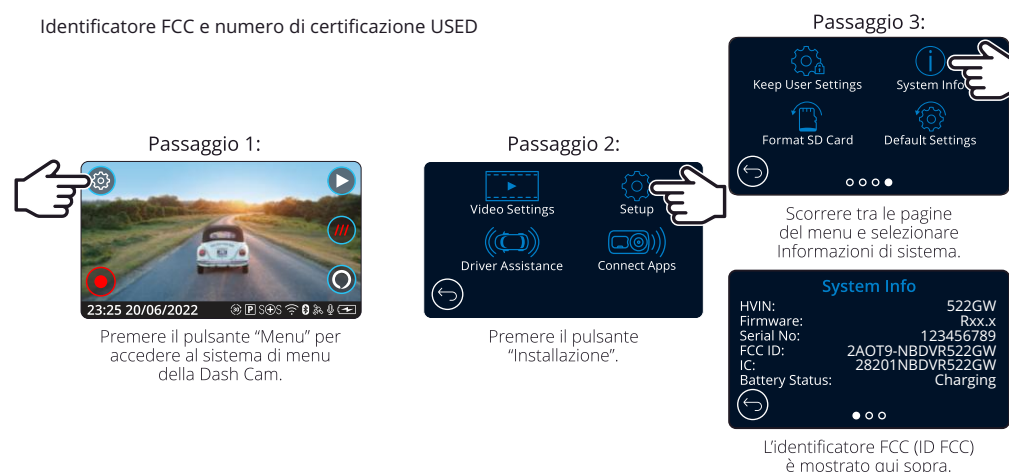 Identificatore FCC e numero di certificazione USED
Passaggio 1:
23:25 20/06/2022
Premere il pulsante “Menu” per
accedere al sistema di menu
della Dash Cam.
Passaggio 2:
Video Settings
Setup
Driver Assistance
Connect Apps
Premere il pulsante
“Installazione”.
Passaggio 3:
Keep User Settings
System Info
Format SD Card
Default Settings
Scorrere tra le pagine
del menu e selezionare
Informazioni di sistema.
System Info
HVIN: 522GW
Firmware: Rxx.x
Serial No: 123456789
FCC ID: 2AOT9-NBDVR522GW
IC: 28201NBDVR522GW
Battery Status: Charging
L’identificatore FCC (ID FCC)
è mostrato qui sopra.